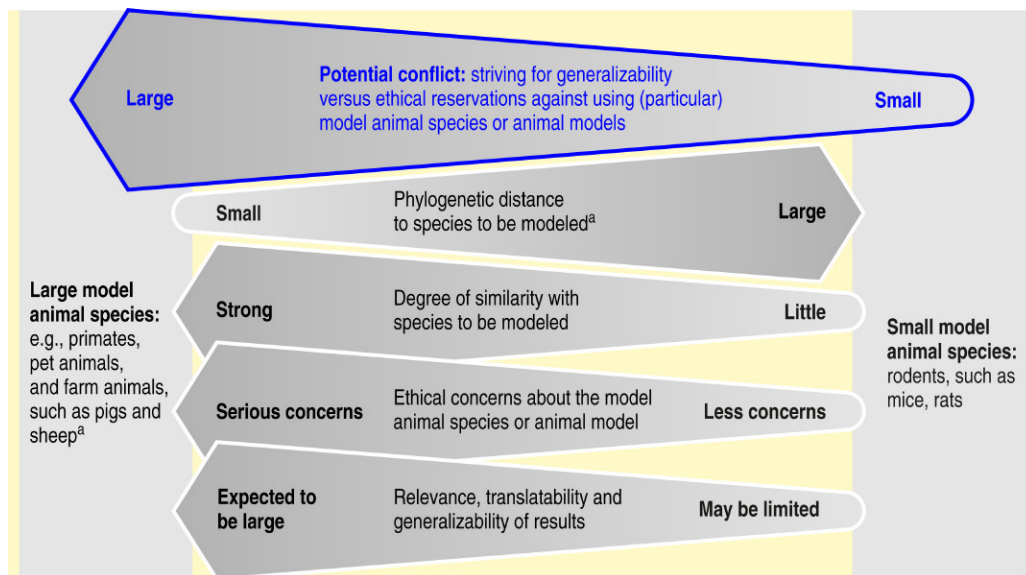 Large
Potential conflict: striving for generalizability
versus ethical reservations against using (particular)
model animal species or animal models
Small
Small
Phylogenetic distance
to species to be modeledª
Large
Large model
animal species:
e.g., primates,
pet animals,
and farm animals,
such as pigs and
sheepª
Strong
Degree of similarity with
species to be modeled
Little
Serious concerns
Ethical concerns about the model
animal species or animal model
Less concerns
Expected to
be large
Relevance, translatability and
generalizability of results
May be limited
Small model
animal species:
rodents, such as
mice, rats